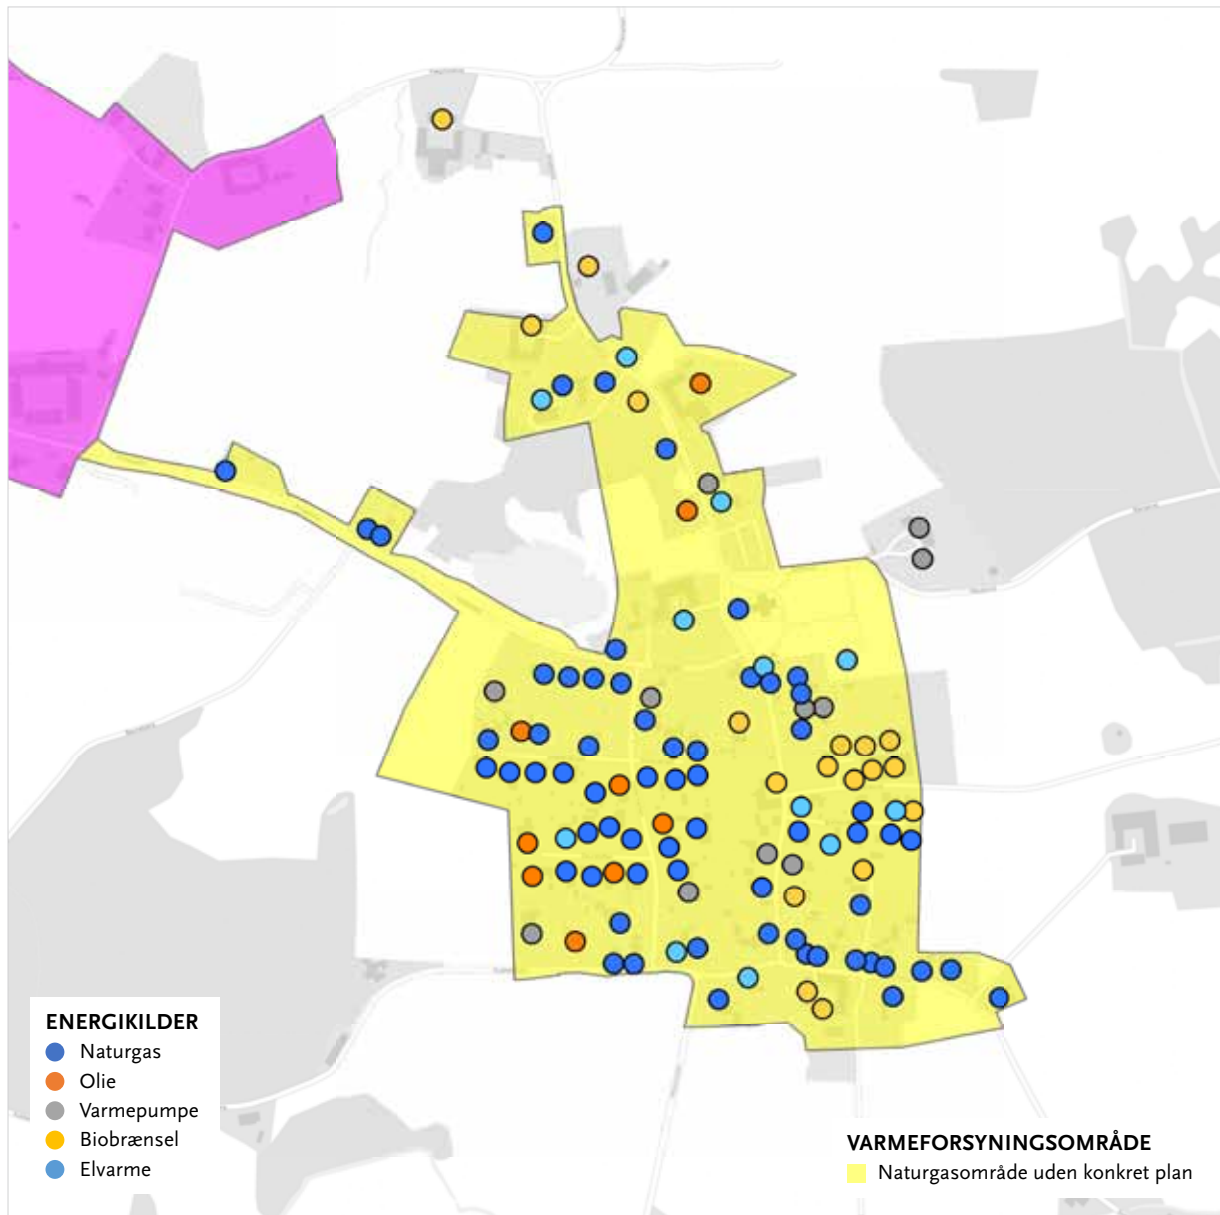 ENERGIKILDER
Naturgas
Olie
Varmepumpe
Biobrænsel
Elvarme
VARMEFORSYNINGSOMRÅDE
Naturgasområde uden konkret plan